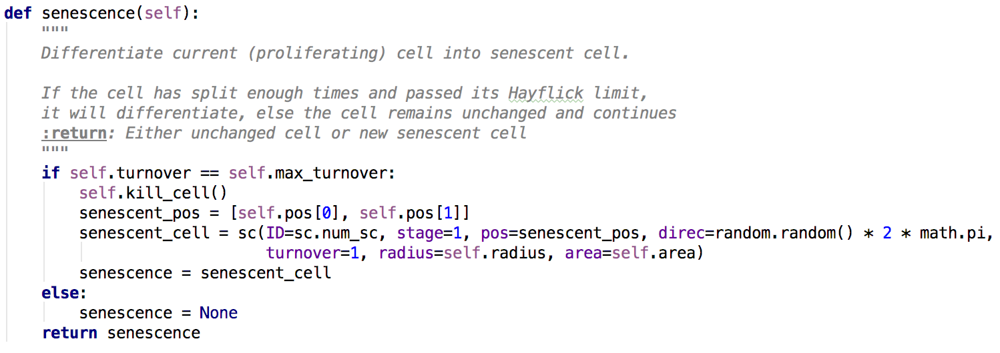 def senescence(self):
    """
    Differentiate current (proliferating) cell into senescent cell.

    If the cell has split enough times and passed its Hayflick limit,
    it will differentiate, else the cell remains unchanged and continues
    :return: Either unchanged cell or new senescent cell
    """
    if self.turnover == self.max_turnover:
        self.kill_cell()
        senescent_pos = [self.pos[0], self.pos[1]]
        senescent_cell = sc(ID=sc.num_sc, stage=1, pos=senescent_pos, direc=random.random() * 2 * math.pi,
                            turnover=1, radius=self.radius, area=self.area)
        senescence = senescent_cell
    else:
        senescence = None
    return senescence